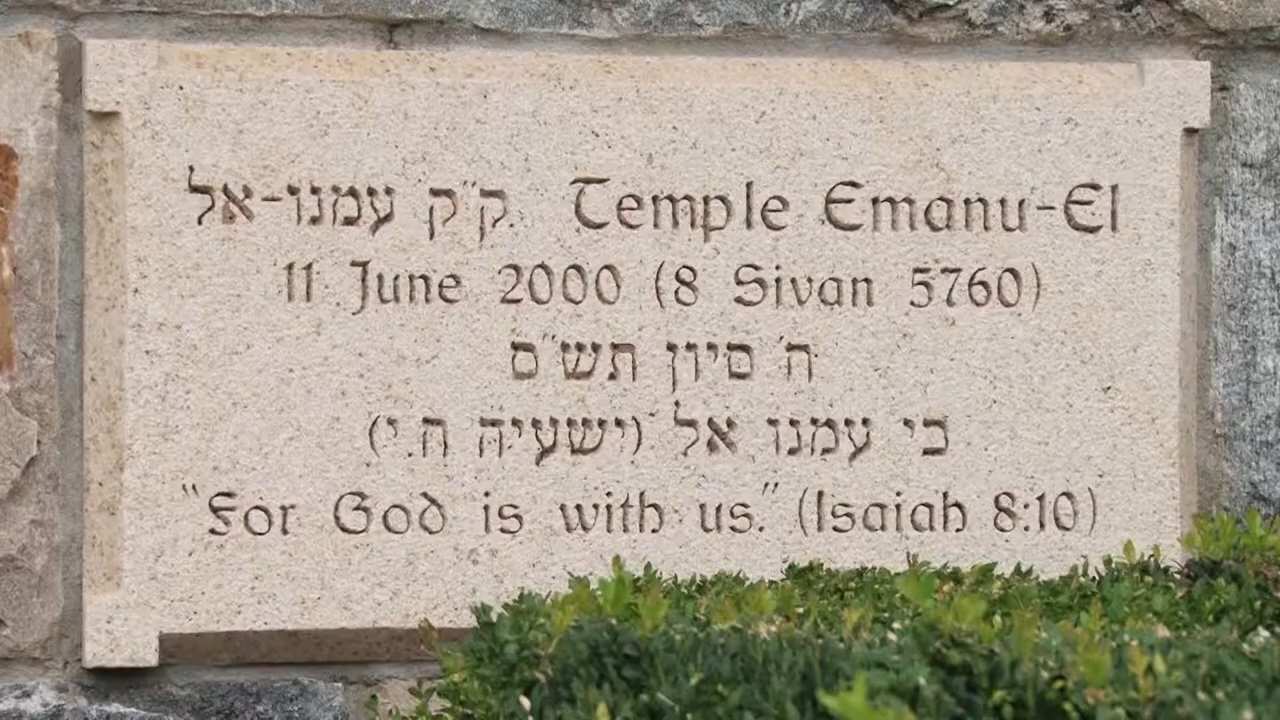 ק״ק עמנו-אל Temple Emanu-El
11 June 2000 (8 Sivan 5760)
ה׳ סיון תש״ס
כי עמנו אל (ישעיה ח.י)
“For God is with us.” (Isaiah 8:10)